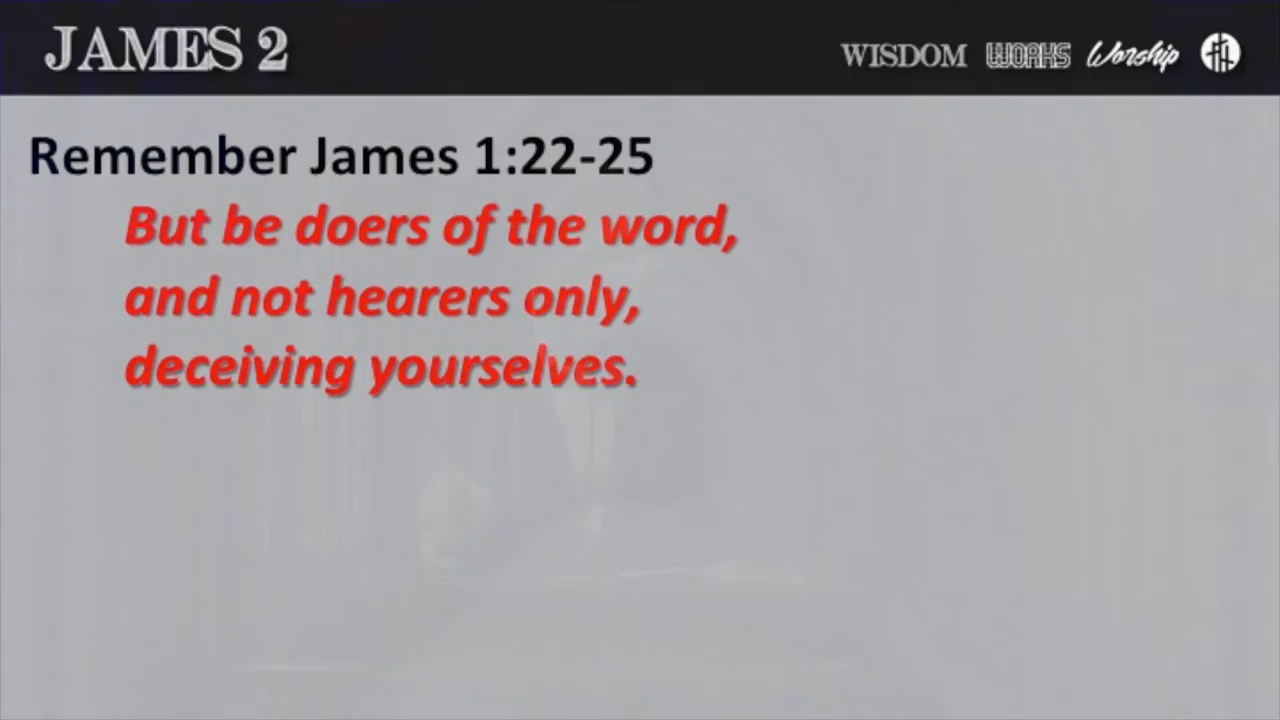 JAMES 2
WISDOM WORKS Worship
Remember James 1:22-25
But be doers of the word,
and not hearers only,
deceiving yourselves.